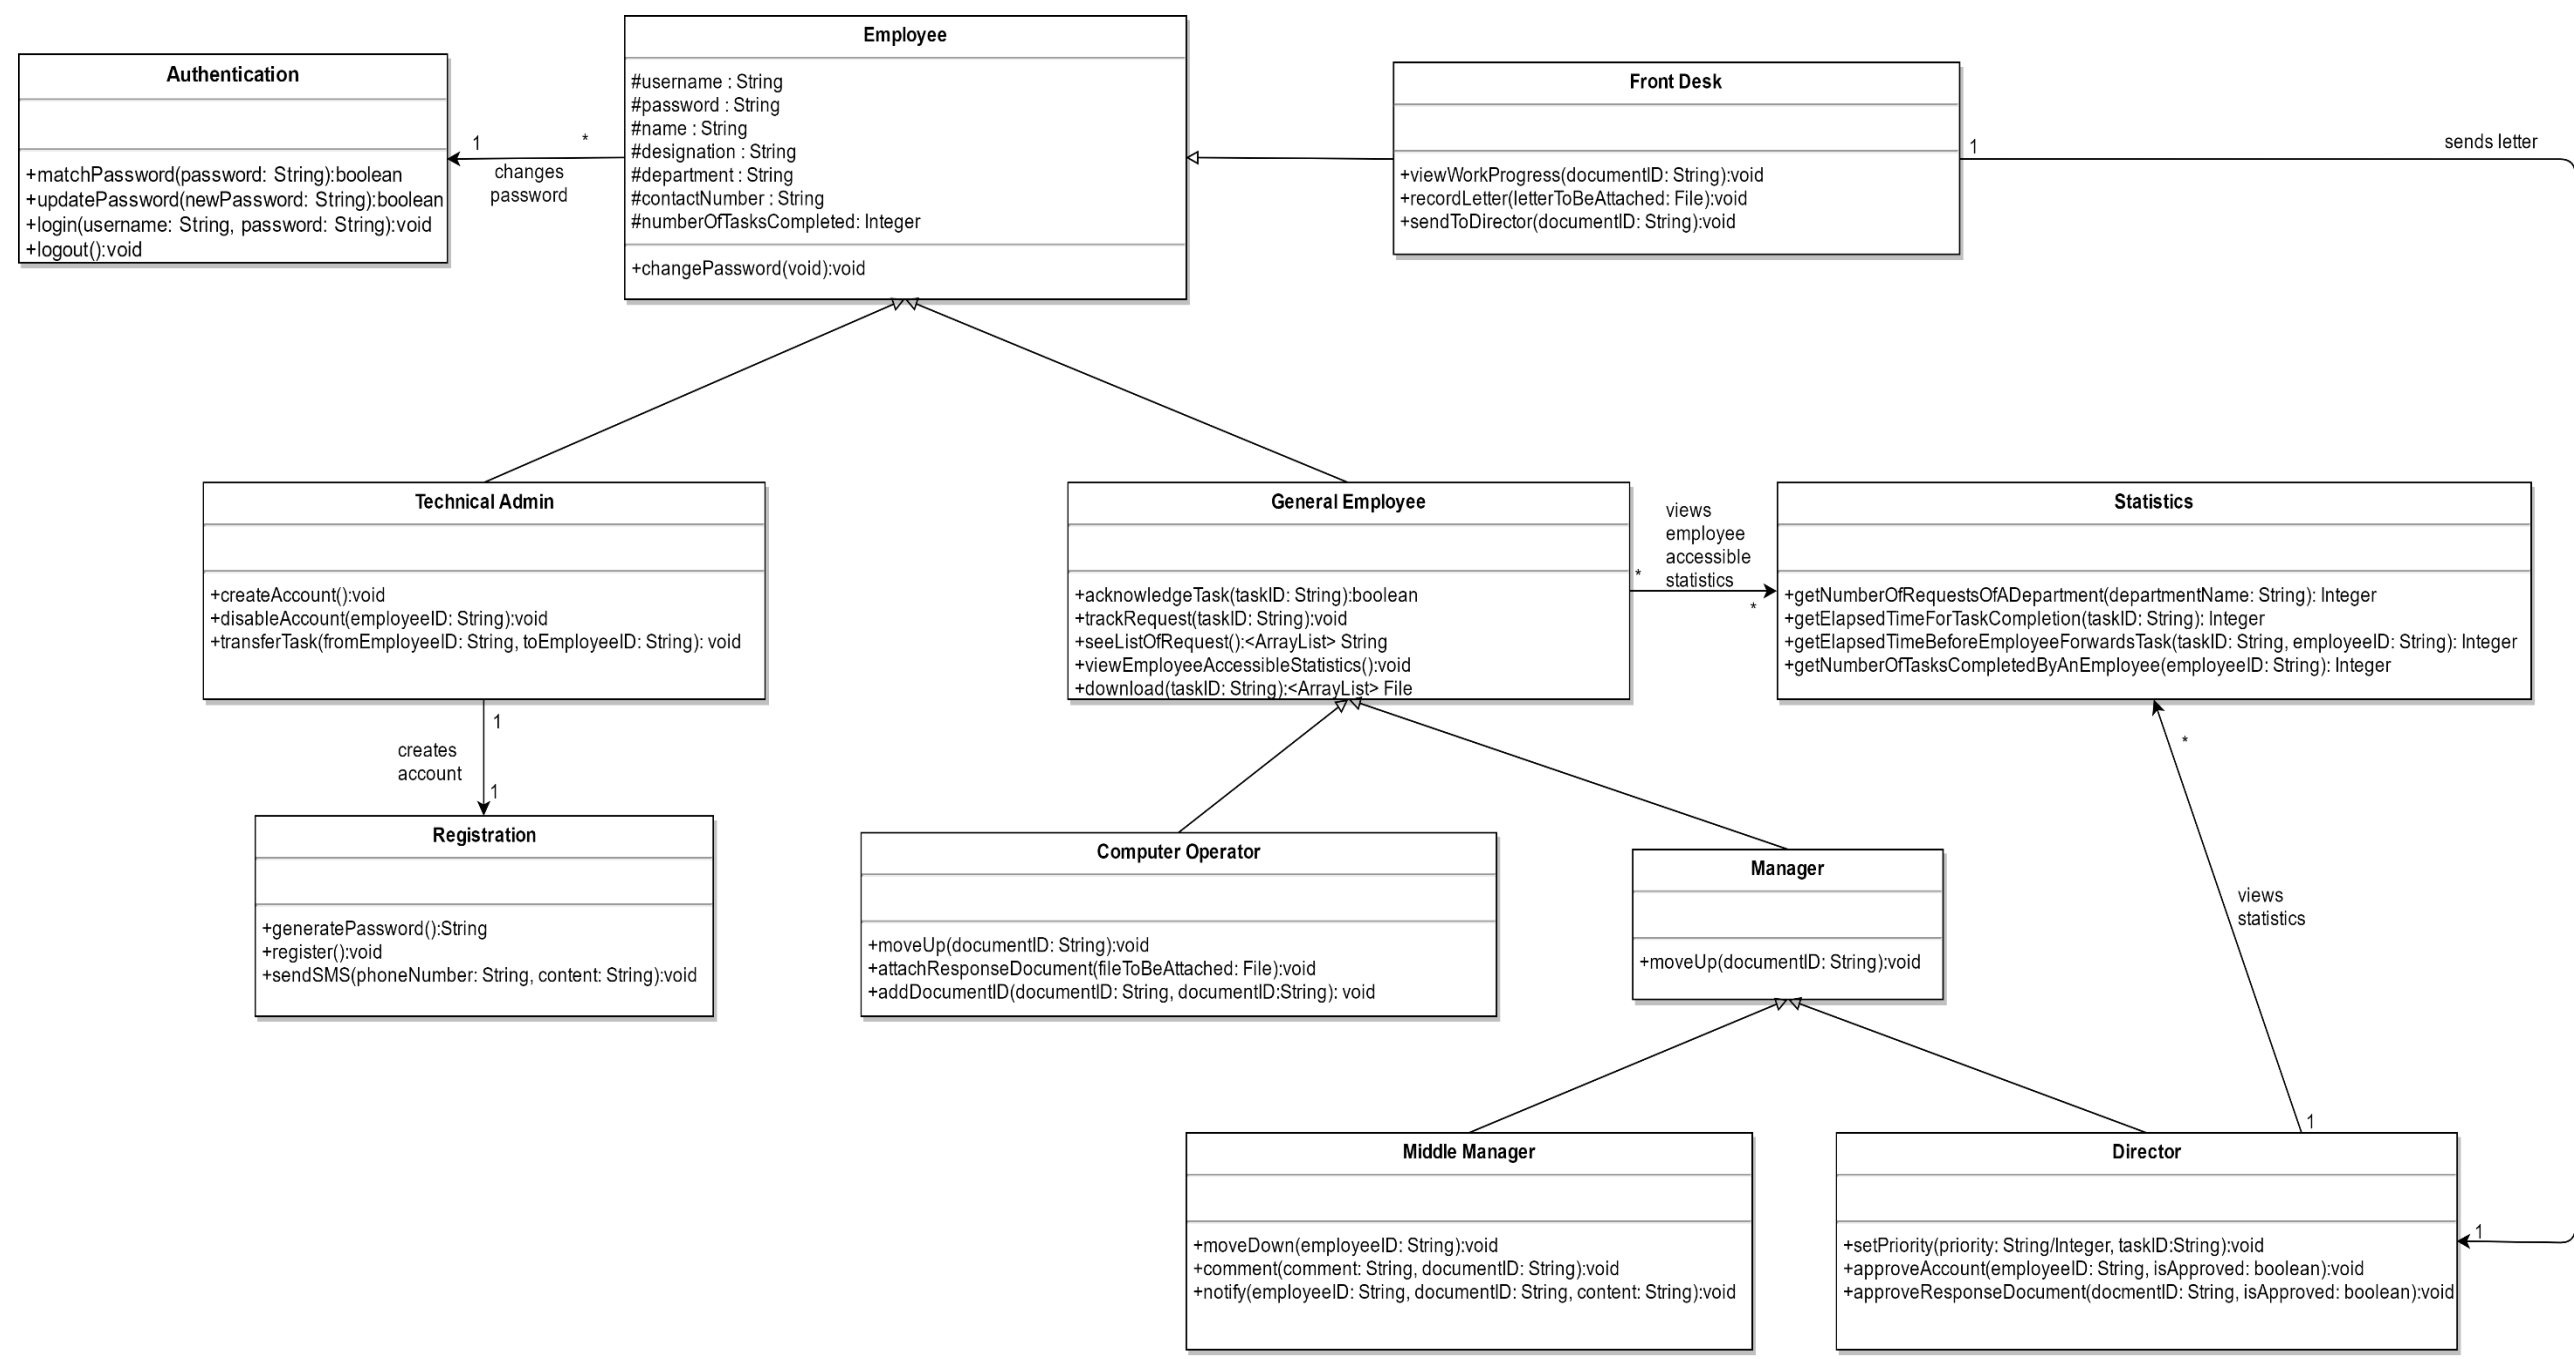 Authentication
+matchPassword(password: String):boolean
+updatePassword(newPassword: String):boolean
+login(username: String, password: String):void
+logout():void
1
*
changes
password
Employee
#username : String
#password : String
#name : String
#designation : String
#department : String
#contactNumber : String
#numberOfTasksCompleted: Integer
+changePassword(void):void
Front Desk
+viewWorkProgress(documentID: String):void
+recordLetter(letterToBeAttached: File):void
+sendToDirector(documentID: String):void
1
sends letter
Technical Admin
+createAccount():void
+disableAccount(employeeID: String):void
+transferTask(fromEmployeeID: String, toEmployeeID: String): void
General Employee
+acknowledgeTask(taskID: String):boolean
+trackRequest(taskID: String):void
+seeListOfRequest():<ArrayList> String
+viewEmployeeAccessibleStatistics():void
+download(taskID: String):<ArrayList> File
views
employee
accessible
statistics
*
*
Statistics
+getNumberOfRequestsOfADepartment(departmentName: String): Integer
+getElapsedTimeForTaskCompletion(taskID: String): Integer
+getElapsedTimeBeforeEmployeeForwardsTask(taskID: String, employeeID: String): Integer
+getNumberOfTasksCompletedByAnEmployee(employeeID: String): Integer
1
creates
account
1
Registration
+generatePassword():String
+register():void
+sendSMS(phoneNumber: String, content: String):void
Computer Operator
+moveUp(documentID: String):void
+attachResponseDocument(fileToBeAttached: File):void
+addDocumentID(documentID: String, documentID:String): void
Manager
+moveUp(documentID: String):void
*
views
statistics
1
Middle Manager
+moveDown(employeeID: String):void
+comment(comment: String, documentID: String):void
+notify(employeeID: String, documentID: String, content: String):void
Director
+setPriority(priority: String/Integer, taskID:String):void
+approveAccount(employeeID: String, isApproved: boolean):void
+approveResponseDocument(docmentID: String, isApproved: boolean):void
1